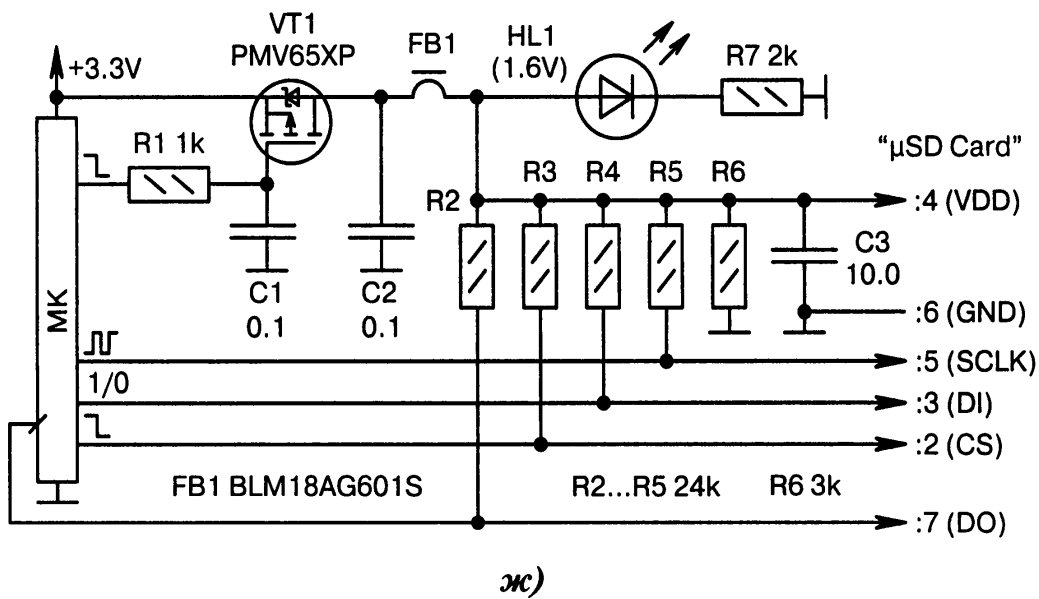 VT1
PMV65XP
+3.3V
FB1
HL1
(1.6V)
R7 2k
R1 1k
"µSD Card"
R2
R3
R4
R5
R6
:4 (VDD)
C1
0.1
C2
0.1
C3
10.0
:6 (GND)
МК
:5 (SCLK)
1/0
:3 (DI)
:2 (CS)
FB1 BLM18AG601S
R2...R5 24k
R6 3k
:7 (DO)
ж)